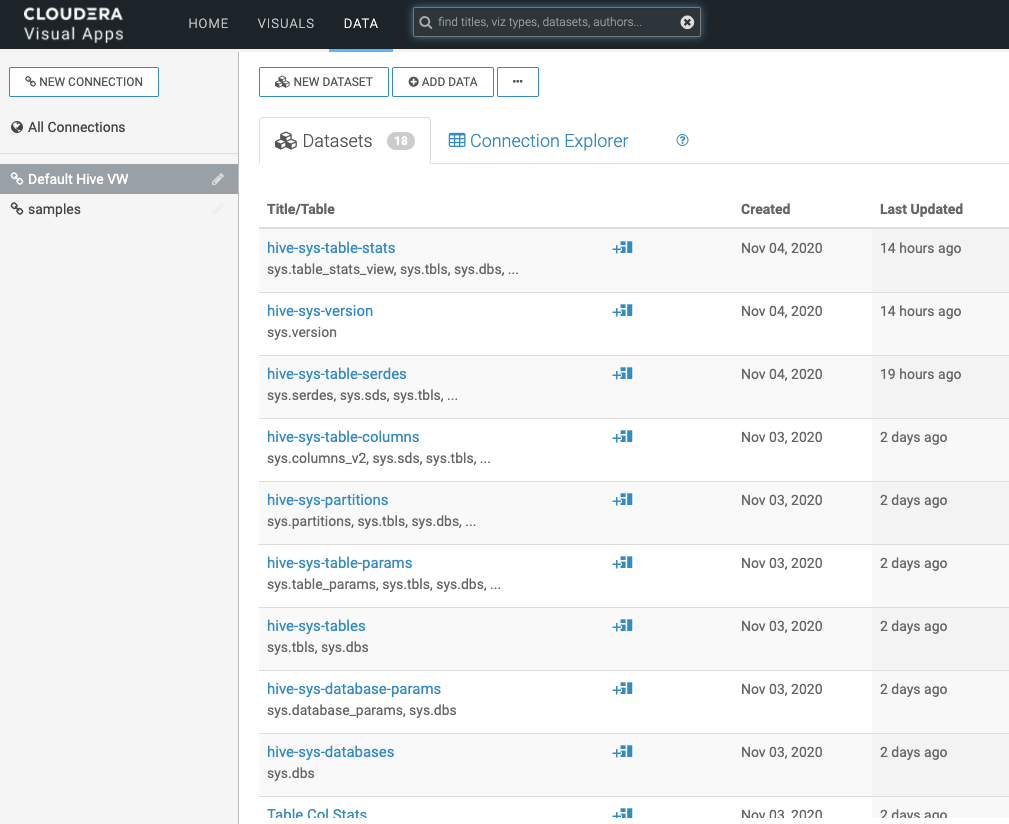 CLOUDERA
Visual Apps
HOME VISUALS DATA
find titles, viz types, datasets, authors...
NEW CONNECTION
All Connections
Default Hive VW
samples
NEW DATASET ADD DATA ...
Datasets 18 Connection Explorer ?
Title/Table Created Last Updated
hive-sys-table-stats Nov 04, 2020 14 hours ago
sys.table_stats_view, sys.tbls, sys.dbs, ...
hive-sys-version Nov 04, 2020 14 hours ago
sys.version
hive-sys-table-serdes Nov 04, 2020 19 hours ago
sys.serdes, sys.sds, sys.tbls, ...
hive-sys-table-columns Nov 03, 2020 2 days ago
sys.columns_v2, sys.sds, sys.tbls, ...
hive-sys-partitions Nov 03, 2020 2 days ago
sys.partitions, sys.tbls, sys.dbs, ...
hive-sys-table-params Nov 03, 2020 2 days ago
sys.table_params, sys.tbls, sys.dbs, ...
hive-sys-tables Nov 03, 2020 2 days ago
sys.tbls, sys.dbs
hive-sys-database-params Nov 03, 2020 2 days ago
sys.database_params, sys.dbs
hive-sys-databases Nov 03, 2020 2 days ago
sys.dbs
Table Col Stats Nov 03, 2020 2 days ago